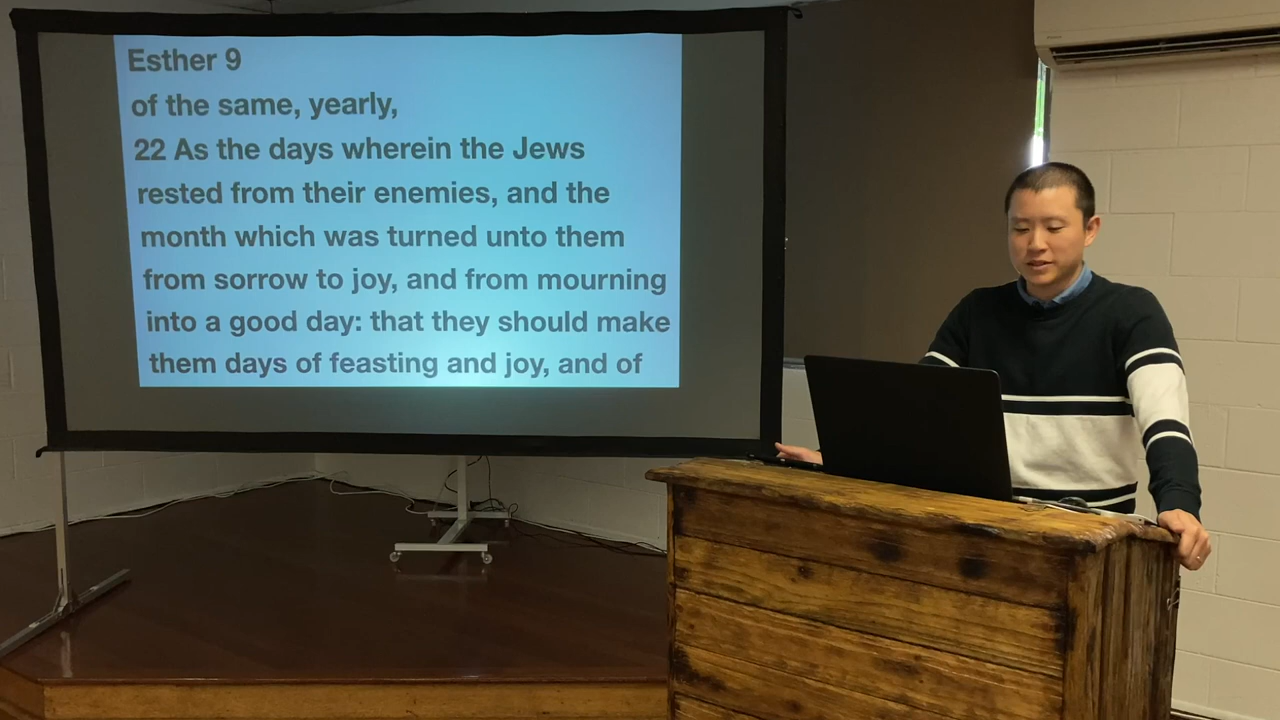 Esther 9
of the same, yearly,
22 As the days wherein the Jews
rested from their enemies, and the
month which was turned unto them
from sorrow to joy, and from mourning
into a good day: that they should make
them days of feasting and joy, and of